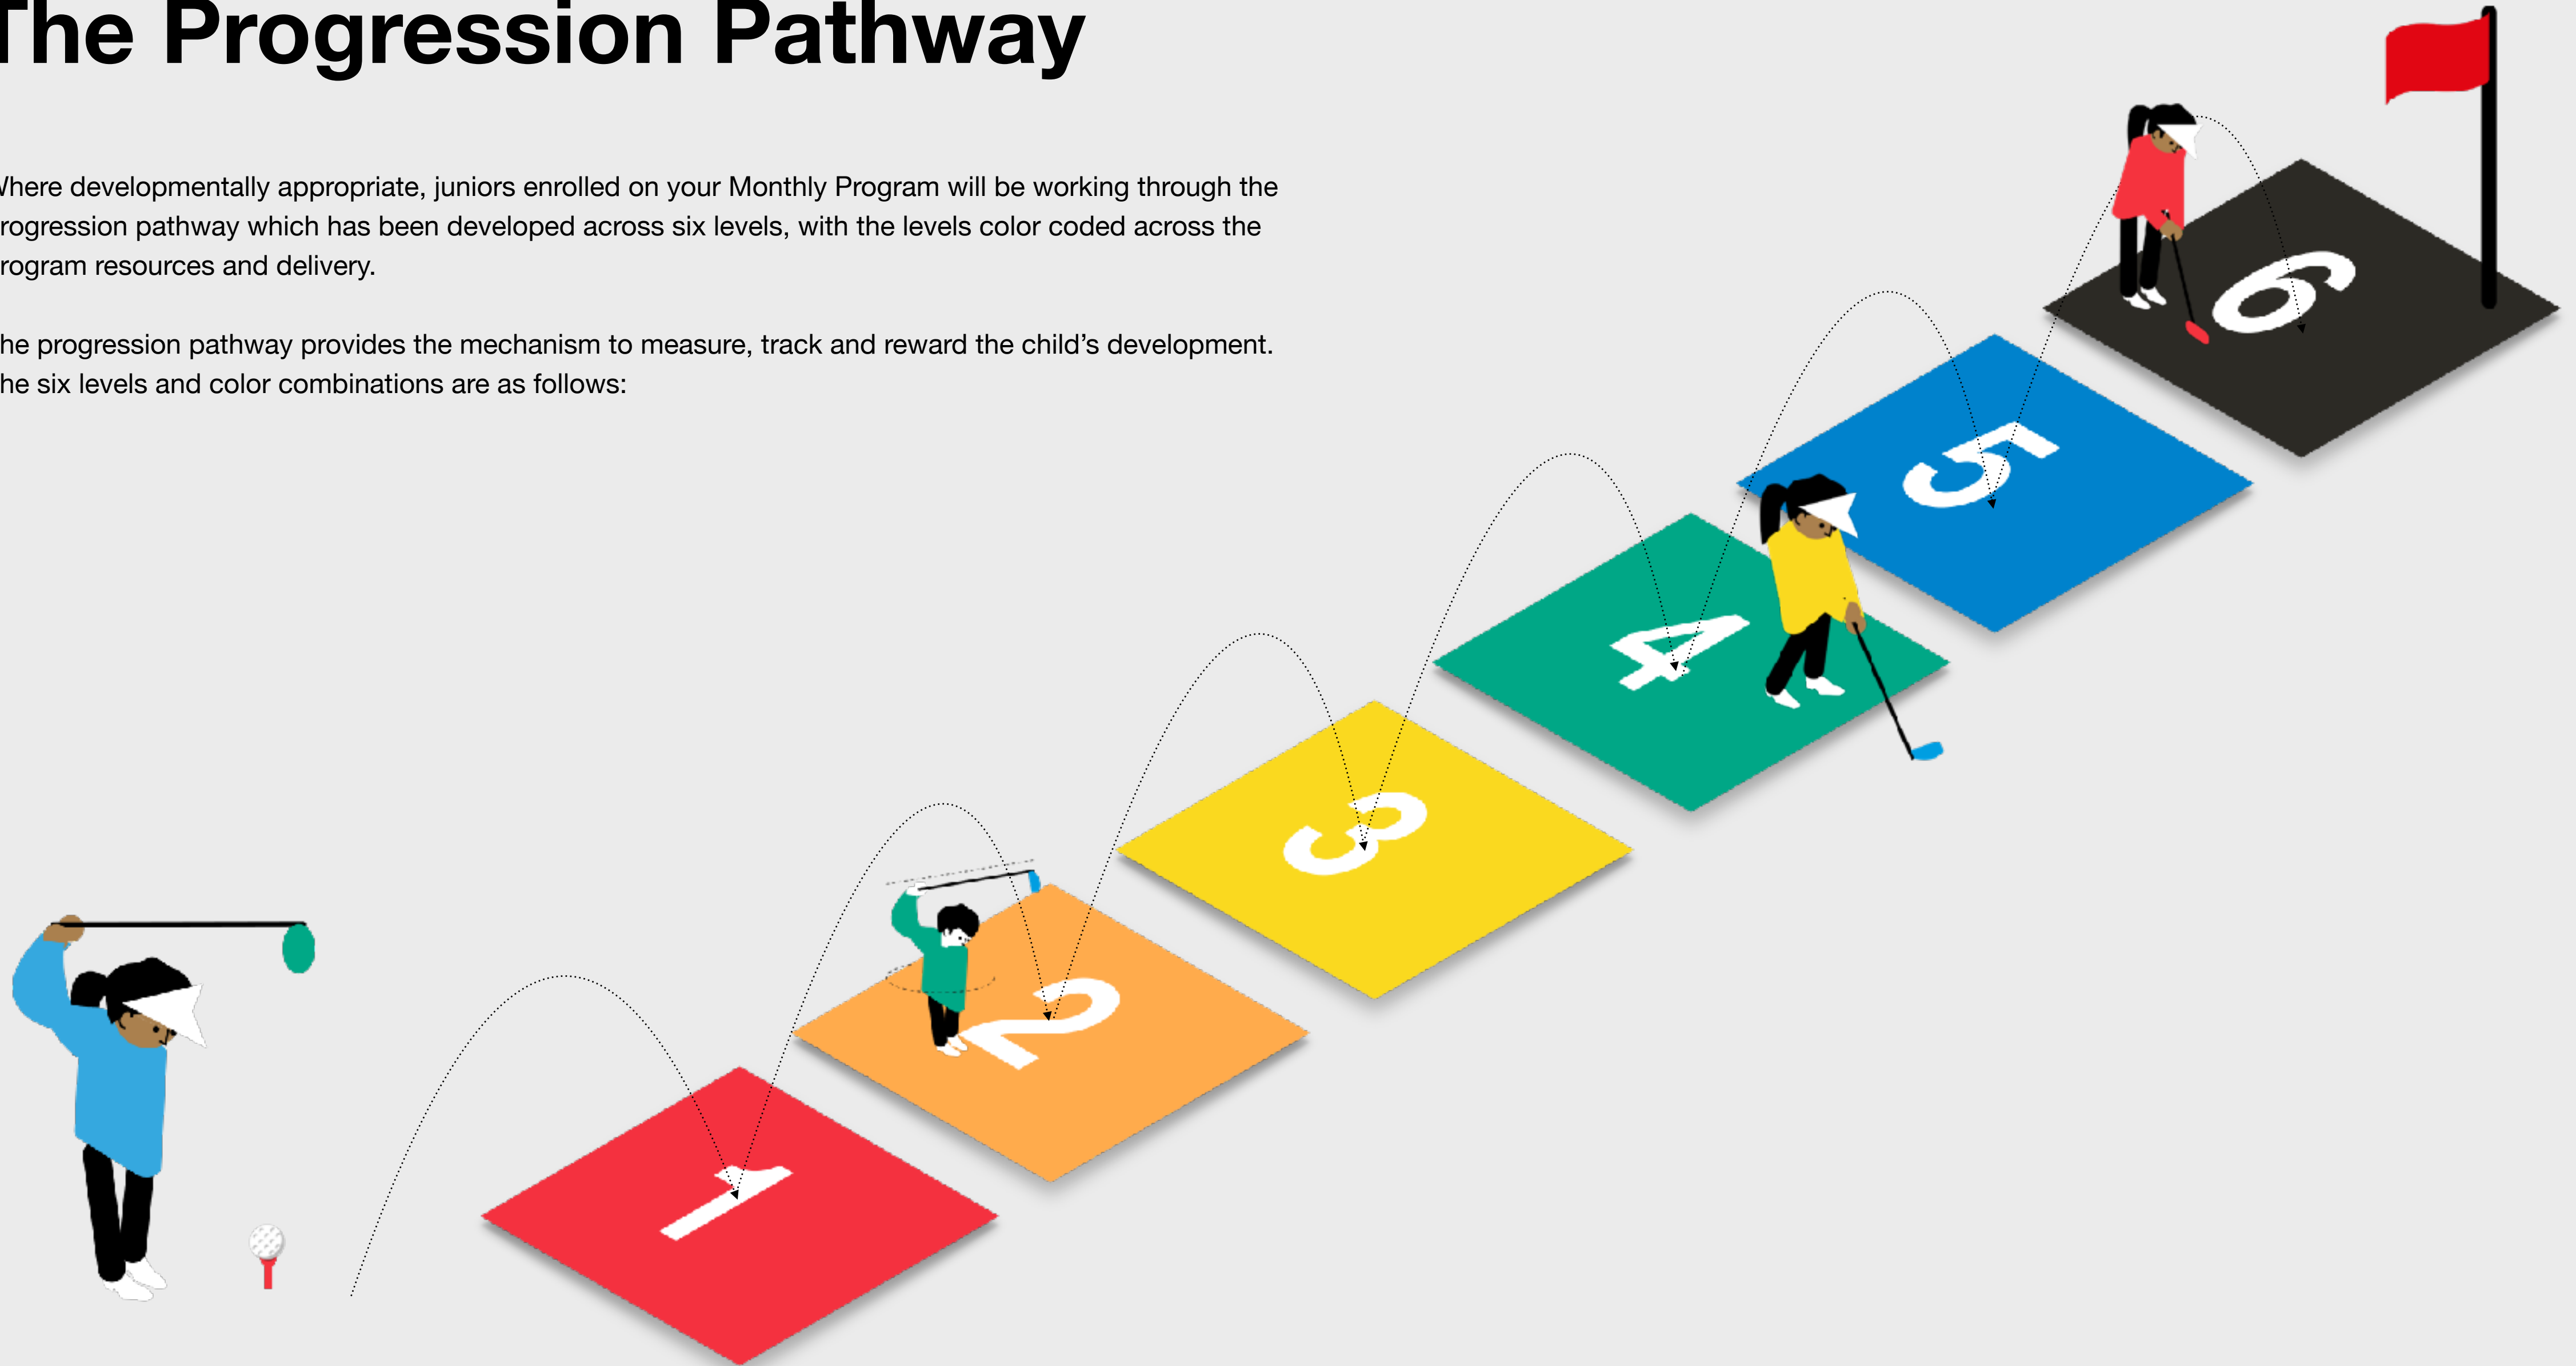 The Progression Pathway
Where developmentally appropriate, juniors enrolled on your Monthly Program will be working through the
rogression pathway which has been developed across six levels, with the levels color coded across the
rogram resources and delivery.
he progression pathway provides the mechanism to measure, track and reward the child’s development.
he six levels and color combinations are as follows:
1
2
3
4
5
6